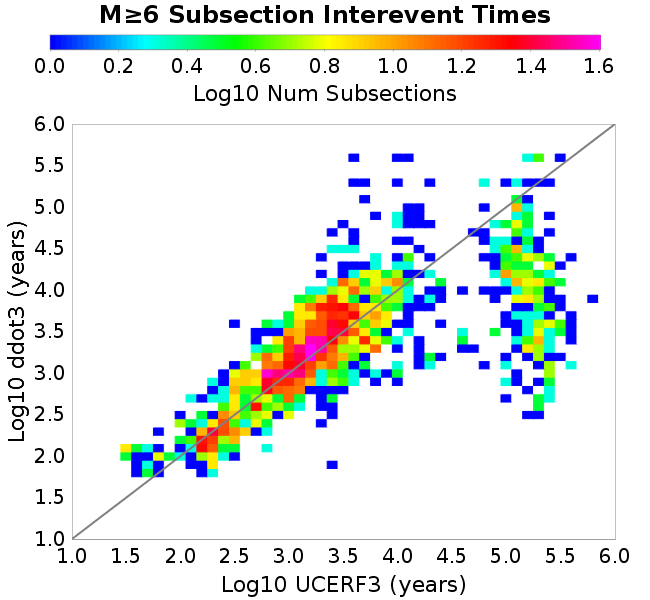 M≥6 Subsection Interevent Times
0.0 0.2 0.4 0.6 0.8 1.0 1.2 1.4 1.6
Log10 Num Subsections
6.0
5.5
5.0
4.5
4.0
3.5
3.0
2.5
2.0
1.5
1.0
Log10 ddot3 (years)
1.0 1.5 2.0 2.5 3.0 3.5 4.0 4.5 5.0 5.5 6.0
Log10 UCERF3 (years)